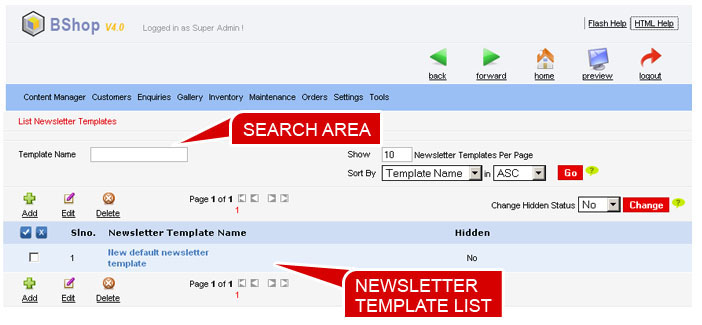 BShop V4.0 Logged in as Super Admin ! Flash Help HTML Help
back forward home preview logout
Content Manager Customers Enquiries Gallery Inventory Maintenance Orders Settings Tools
List Newsletter Templates
SEARCH AREA
Template Name Show 10 Newsletter Templates Per Page
Sort By Template Name in ASC Go ?
Add Edit Delete Page 1 of 1
1
Change Hidden Status No Change ?
Slno. Newsletter Template Name Hidden
1 New default newsletter template No
NEWSLETTER
TEMPLATE LIST
Add Edit Delete Page 1 of 1
1